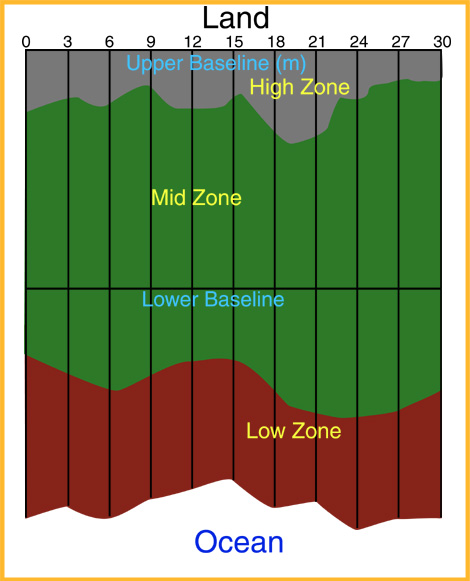 Land
0 3 6 9 12 15 18 21 24 27 30
Upper Baseline (m)
High Zone
Mid Zone
Lower Baseline
Low Zone
Ocean